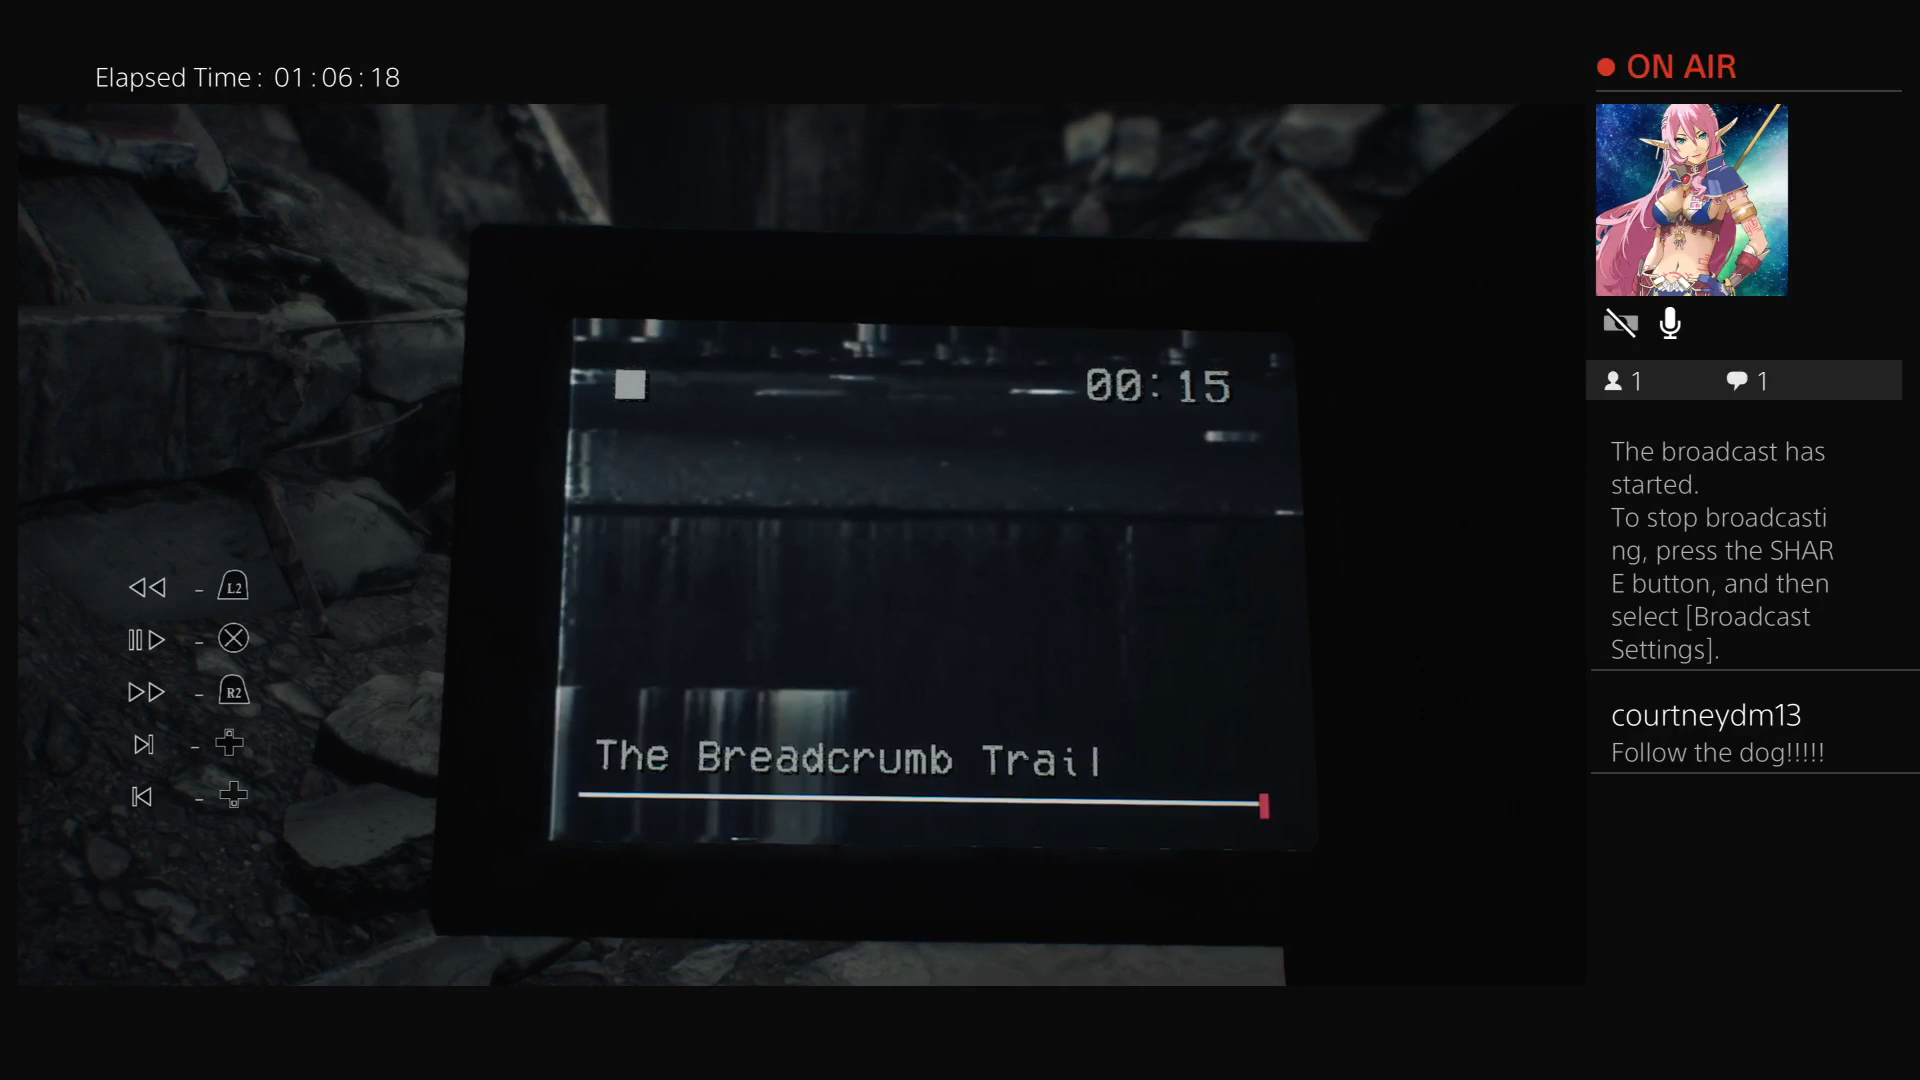 Elapsed Time: 01:06:18
ON AIR
00:15
1 1
The broadcast has
started.
To stop broadcasti
ng, press the SHAR
E button, and then
select [Broadcast
Settings].
- L2
-
- R2
-
-
courtneydm13
Follow the dog!!!!!
The Breadcrumb Trail